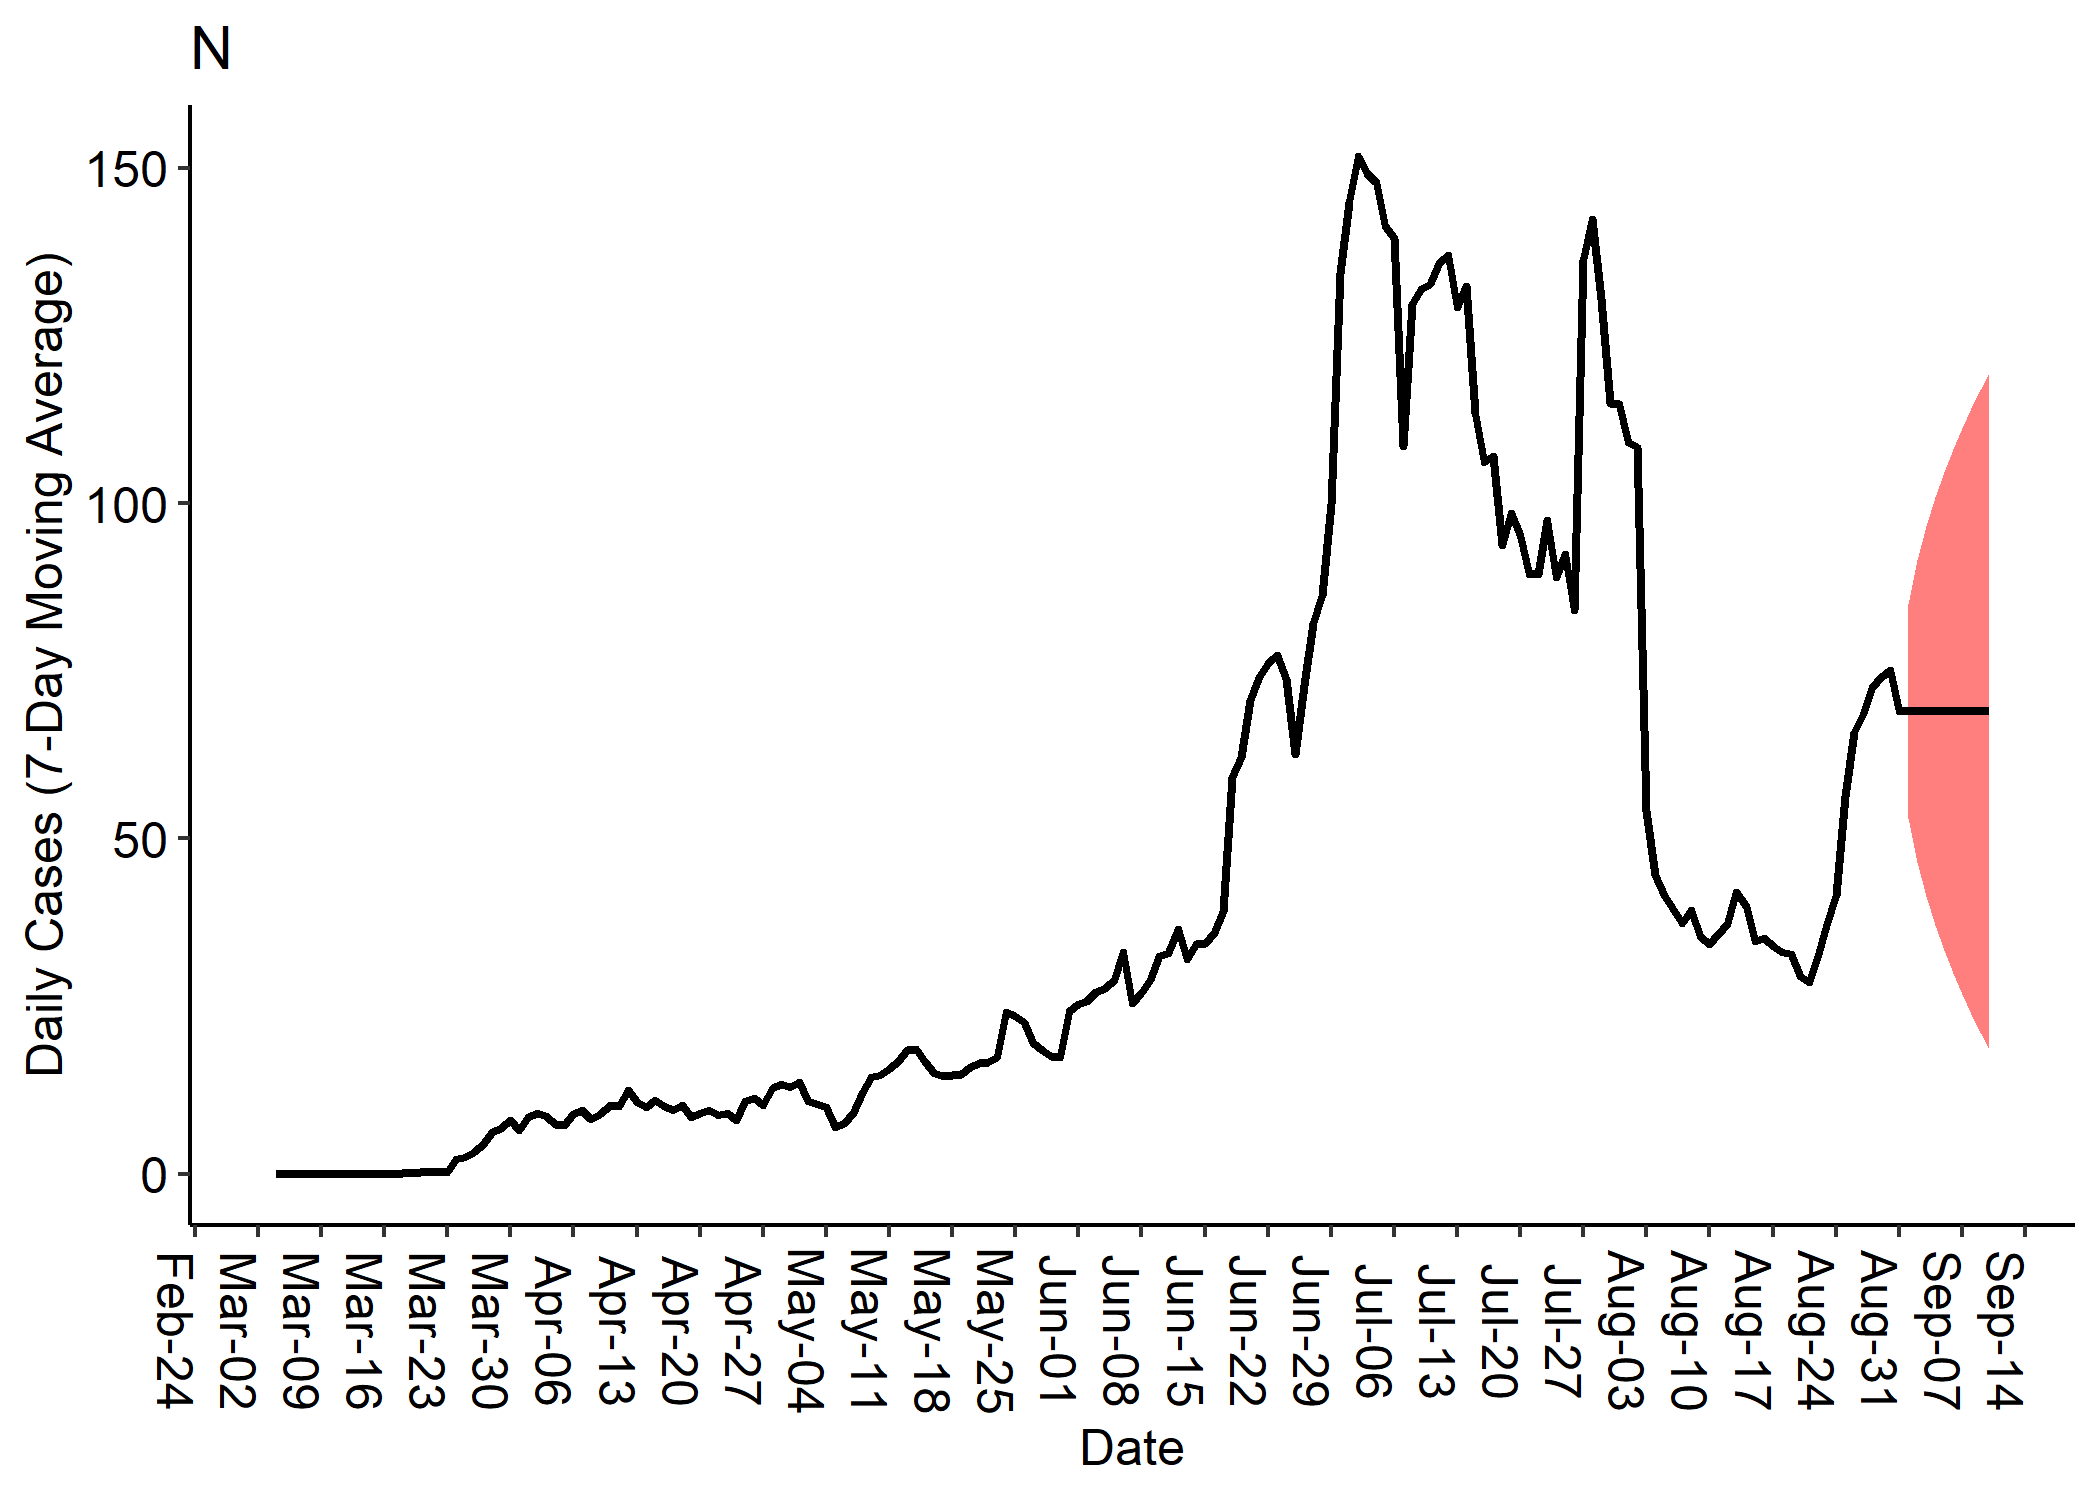 N
Daily Cases (7-Day Moving Average)
150
100
50
0
Feb-24
Mar-02
Mar-09
Mar-16
Mar-23
Mar-30
Apr-06
Apr-13
Apr-20
Apr-27
May-04
May-11
May-18
May-25
Jun-01
Jun-08
Jun-15
Jun-22
Jun-29
Jul-06
Jul-13
Jul-20
Jul-27
Aug-03
Aug-10
Aug-17
Aug-24
Aug-31
Sep-07
Sep-14
Date